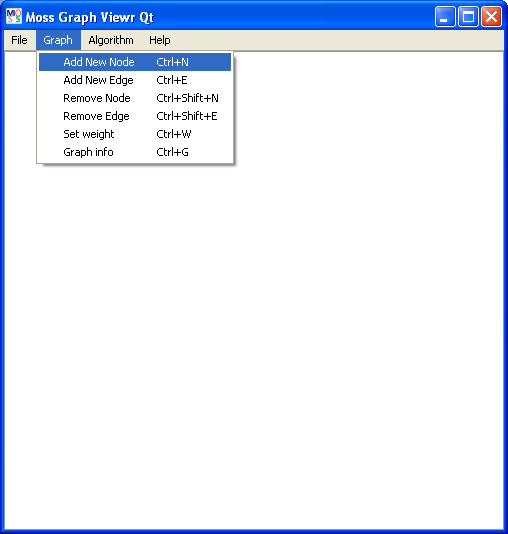 Moss Graph Viewr Qt
File Graph Algorithm Help
Add New Node Ctrl+N
Add New Edge Ctrl+E
Remove Node Ctrl+Shift+N
Remove Edge Ctrl+Shift+E
Set weight Ctrl+W
Graph info Ctrl+G